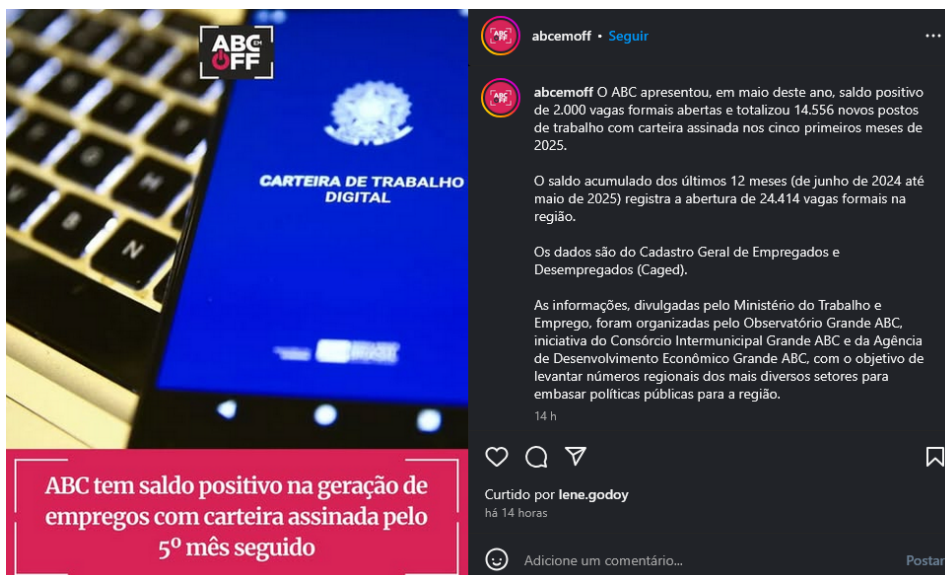 ABC EM
OFF
CARTEIRA DE TRABALHO
DIGITAL
H
B
N
ABC tem saldo positivo na geração de
empregos com carteira assinada pelo
5º mês seguido
abcemoff • Seguir
abcemoff O ABC apresentou, em maio deste ano, saldo positivo
de 2.000 vagas formais abertas e totalizou 14.556 novos postos
de trabalho com carteira assinada nos cinco primeiros meses de
2025.
O saldo acumulado dos últimos 12 meses (de junho de 2024 até
maio de 2025) registra a abertura de 24.414 vagas formais na
região.
Os dados são do Cadastro Geral de Empregados e
Desempregados (Caged).
As informações, divulgadas pelo Ministério do Trabalho e
Emprego, foram organizadas pelo Observatório Grande ABC,
iniciativa do Consórcio Intermunicipal Grande ABC e da Agência
de Desenvolvimento Econômico Grande ABC, com o objetivo de
levantar números regionais dos mais diversos setores para
embasar políticas públicas para a região.
14 h
Curtido por lene.godoy
há 14 horas
Adicione um comentário...
Postar